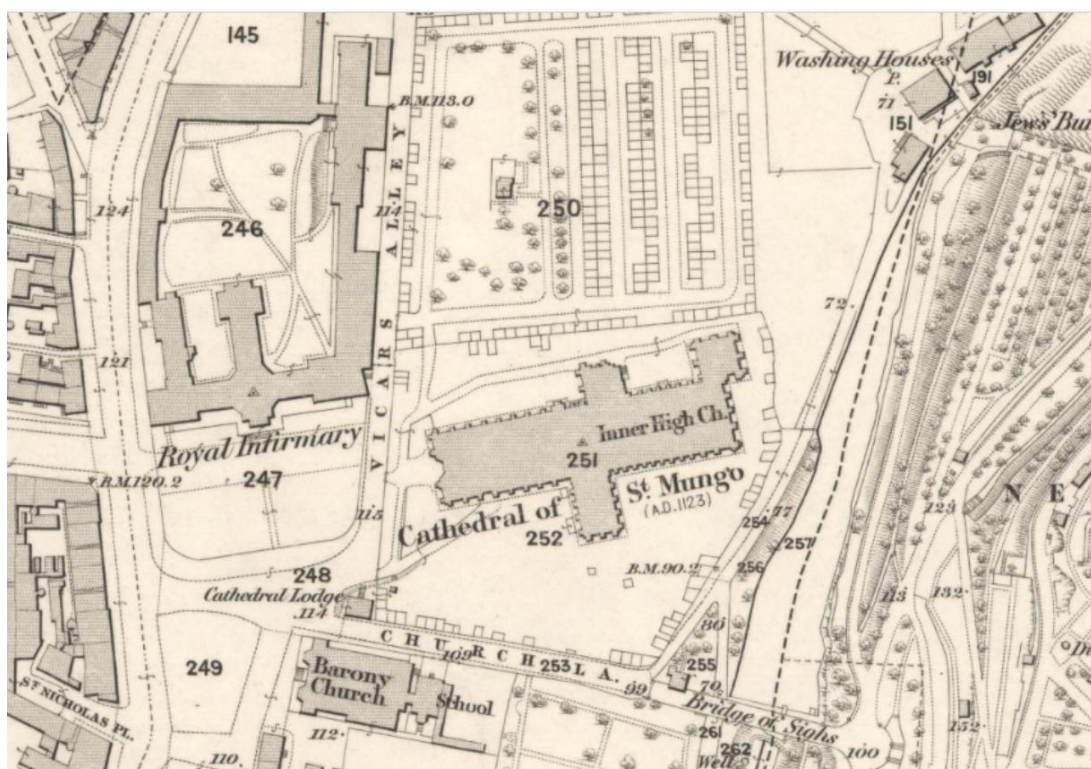 145
Washing Houses
P.
191
71
151
Jews' Bu
B.M.113.0
VICARS ALLEY
124
114
250
246
72
121
Inner High Ch.
251
Royal Infirmary
247
B.M.120.2
St. Mungo
(A.D.1123)
Cathedral of
252
115
129
N E
254
77
257
B.M.90.2
256
248
Cathedral Lodge
114
113
132
86
CHURCH LA.
109
253
249
Barony
Church
School
255
99
70
ST. NICHOLAS PL.
Bridge of Sighs
261
152
112
262
Well
100
110